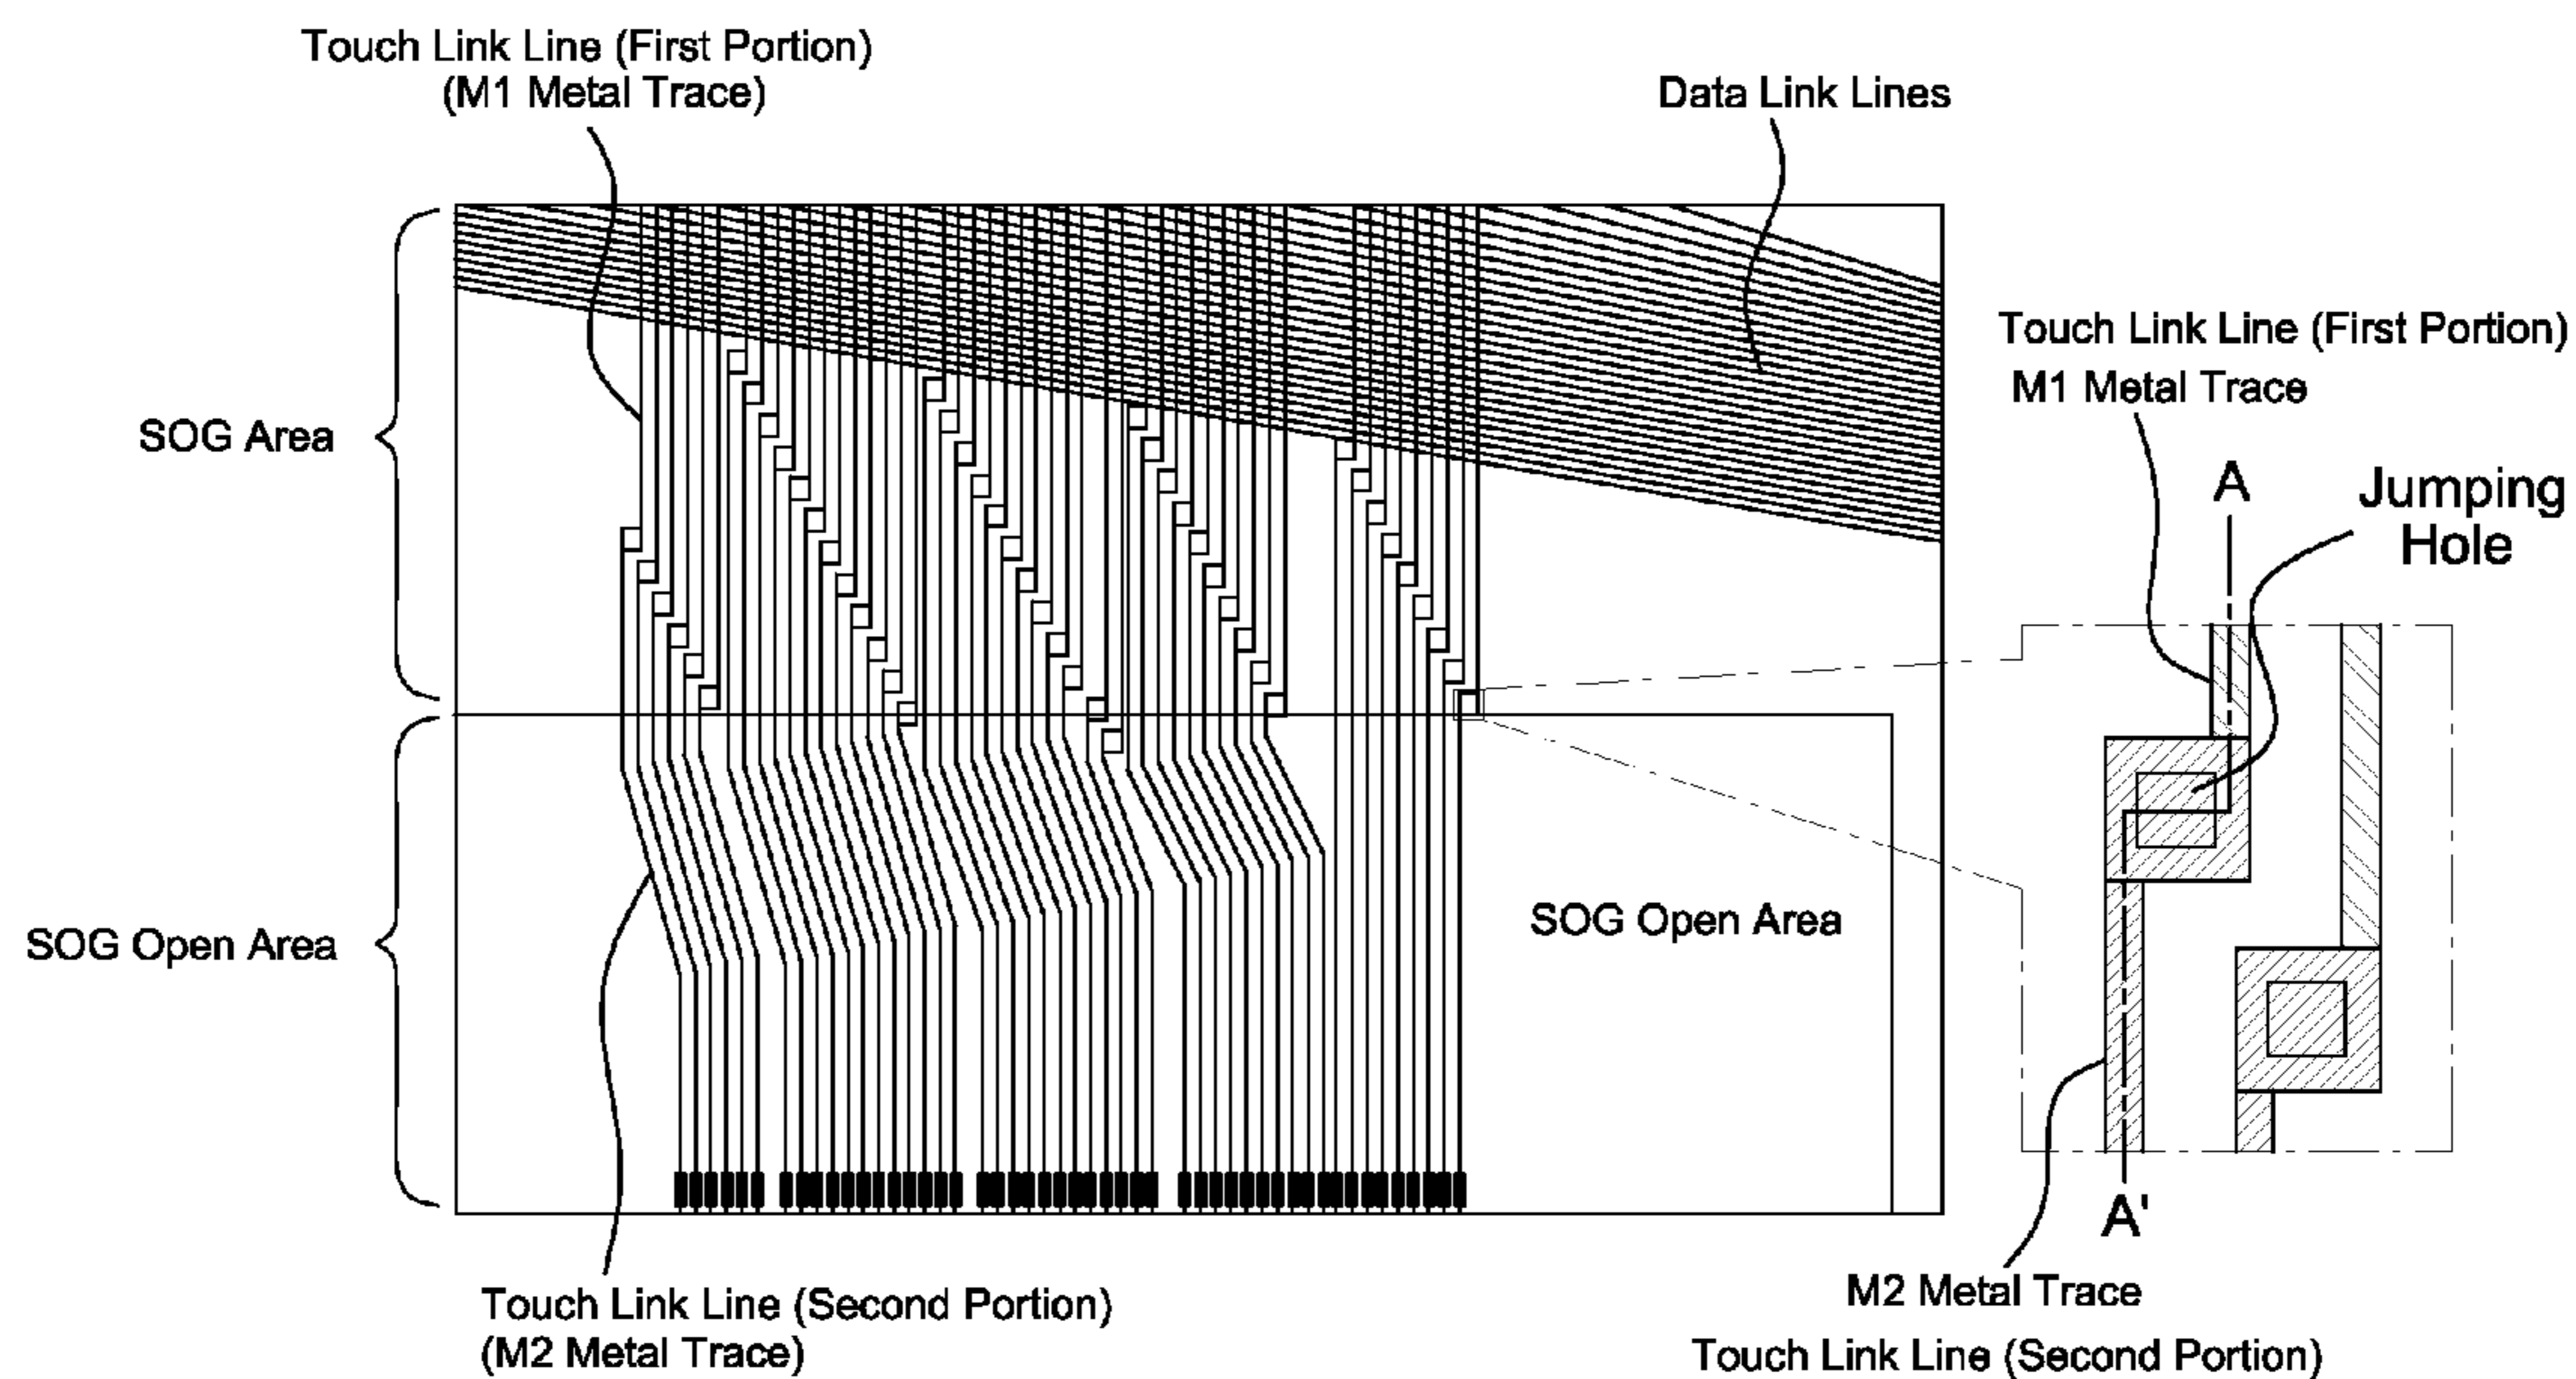 Touch Link Line (First Portion)
(M1 Metal Trace)
Data Link Lines
Touch Link Line (First Portion)
M1 Metal Trace
SOG Area
A
Jumping
Hole
SOG Open Area
SOG Open Area
A'
M2 Metal Trace
Touch Link Line (Second Portion)
Touch Link Line (Second Portion)
(M2 Metal Trace)